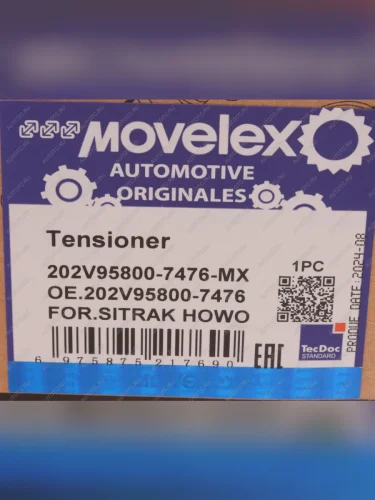 Movelex
AUTOMOTIVE
ORIGINALES
Tensioner
202V95800-7476-MX
OE.202V95800-7476
FOR.SITRAK HOWO
1PC
6 975875 217690
EAC
TecDoc
STANDARD
PRODUE DATE:2024-08